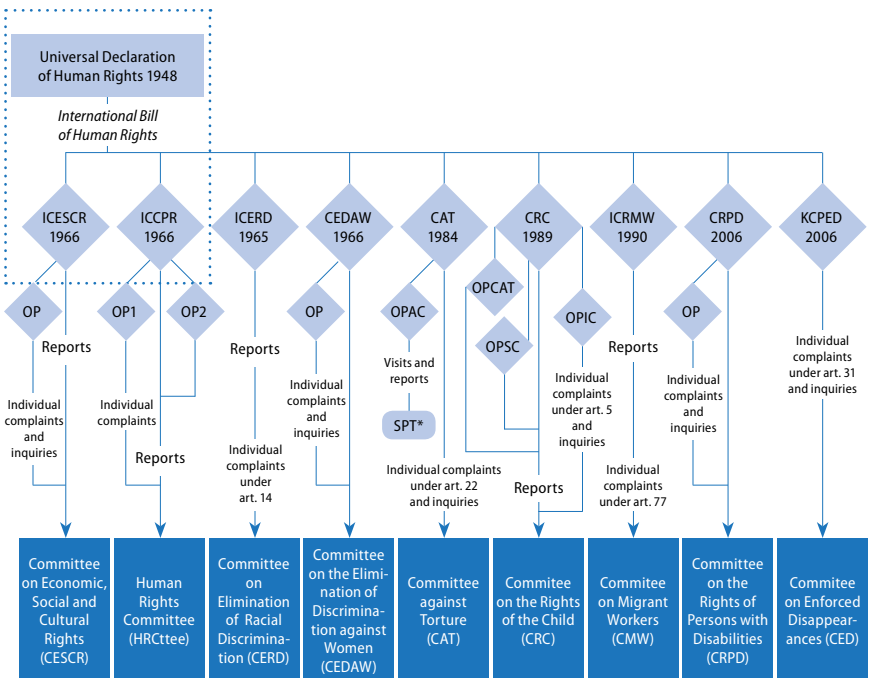 Universal Declaration
of Human Rights 1948
International Bill
of Human Rights
ICESCR
1966
ICCPR
1966
ICERD
1965
CEDAW
1966
CAT
1984
CRC
1989
ICRMW
1990
CRPD
2006
KCPED
2006
OP
OP1
OP2
OP
OPAC
OPCAT
OPSC
OPIC
OP
Reports
Individual
complaints
and
inquiries
Individual
complaints
Reports
Reports
Individual
complaints
under
art. 14
Individual
complaints
and
inquiries
Visits and
reports
SPT*
Individual complaints
under art. 22
and inquiries
Reports
Individual
complaints
under art. 5
and
inquiries
Reports
Individual
complaints
under art. 77
Individual
complaints
and
inquiries
Individual
complaints
under art. 31
and inquiries
Committee
on Economic,
Social and
Cultural
Rights
(CESCR)
Human
Rights
Committee
(HRCttee)
Committee
on
Elimination
of Racial
Discrimina-
tion (CERD)
Committee
on the Elimi-
nation of
Discrimina-
tion against
Women
(CEDAW)
Committee
against
Torture
(CAT)
Commitee
on the Rights
of the Child
(CRC)
Commitee
on Migrant
Workers
(CMW)
Committee
on the
Rights of
Persons with
Disabilities
(CRPD)
Commitee
on Enforced
Disappear-
ances (CED)